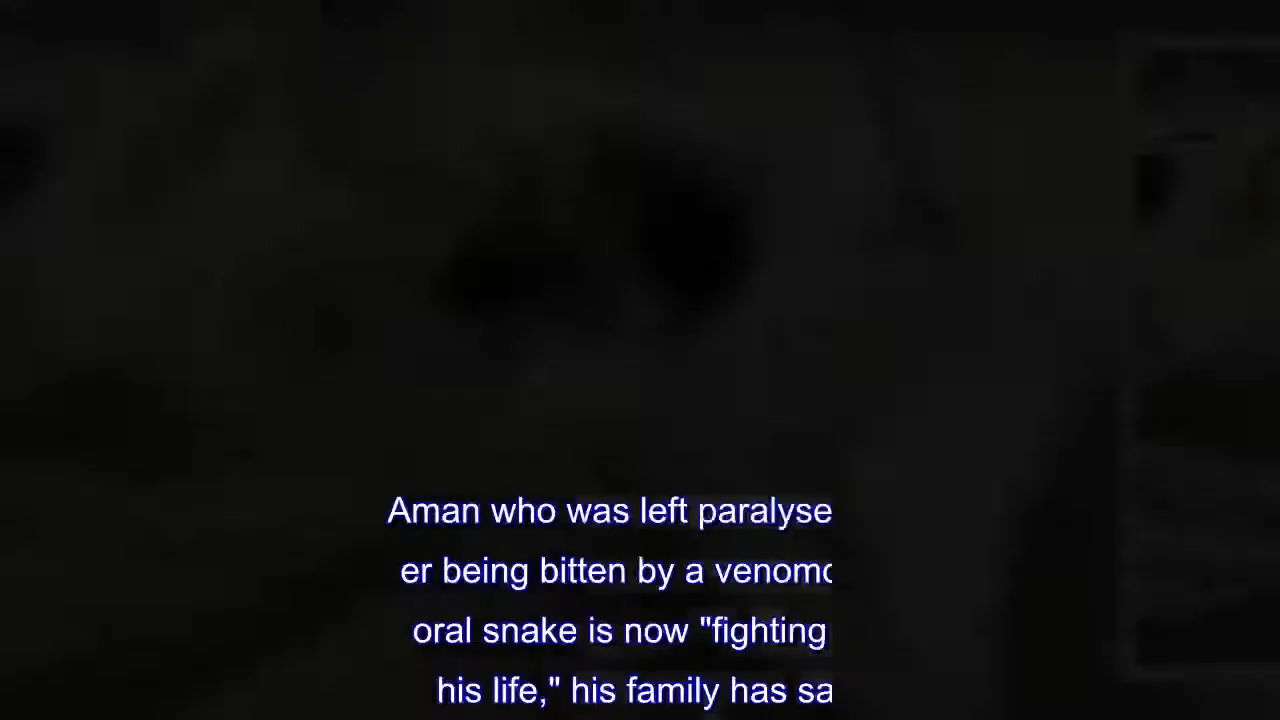 Aman who was left paralyse
er being bitten by a venomo
oral snake is now "fighting
his life," his family has sa